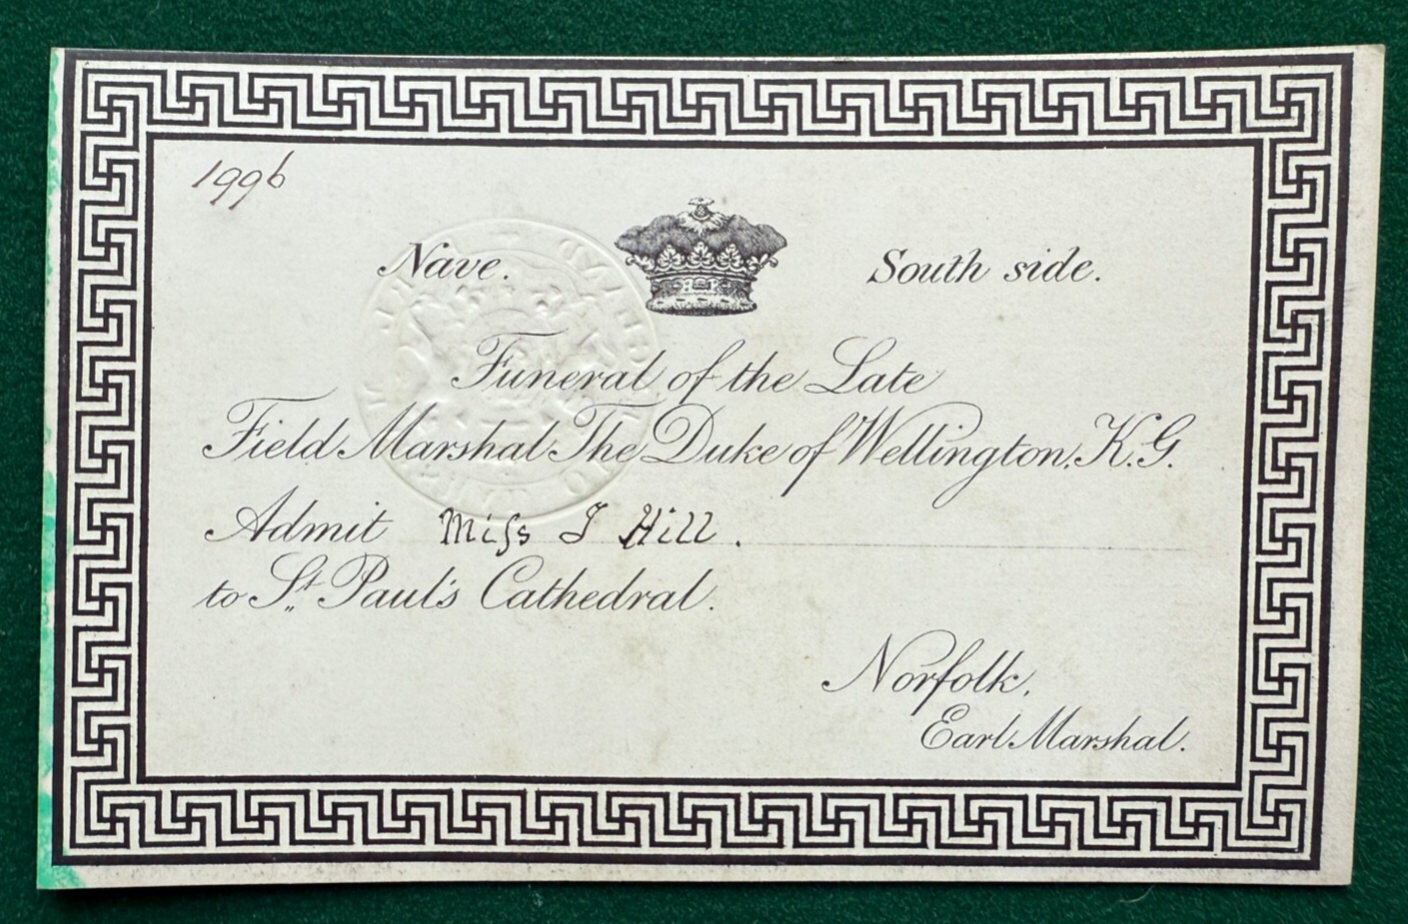 1996
Nave. South side.
Funeral of the Late
Field Marshal The Duke of Wellington, K.G.
Admit Miſs J Hill.
to St. Paul's Cathedral.
Norfolk,
Earl Marshal.